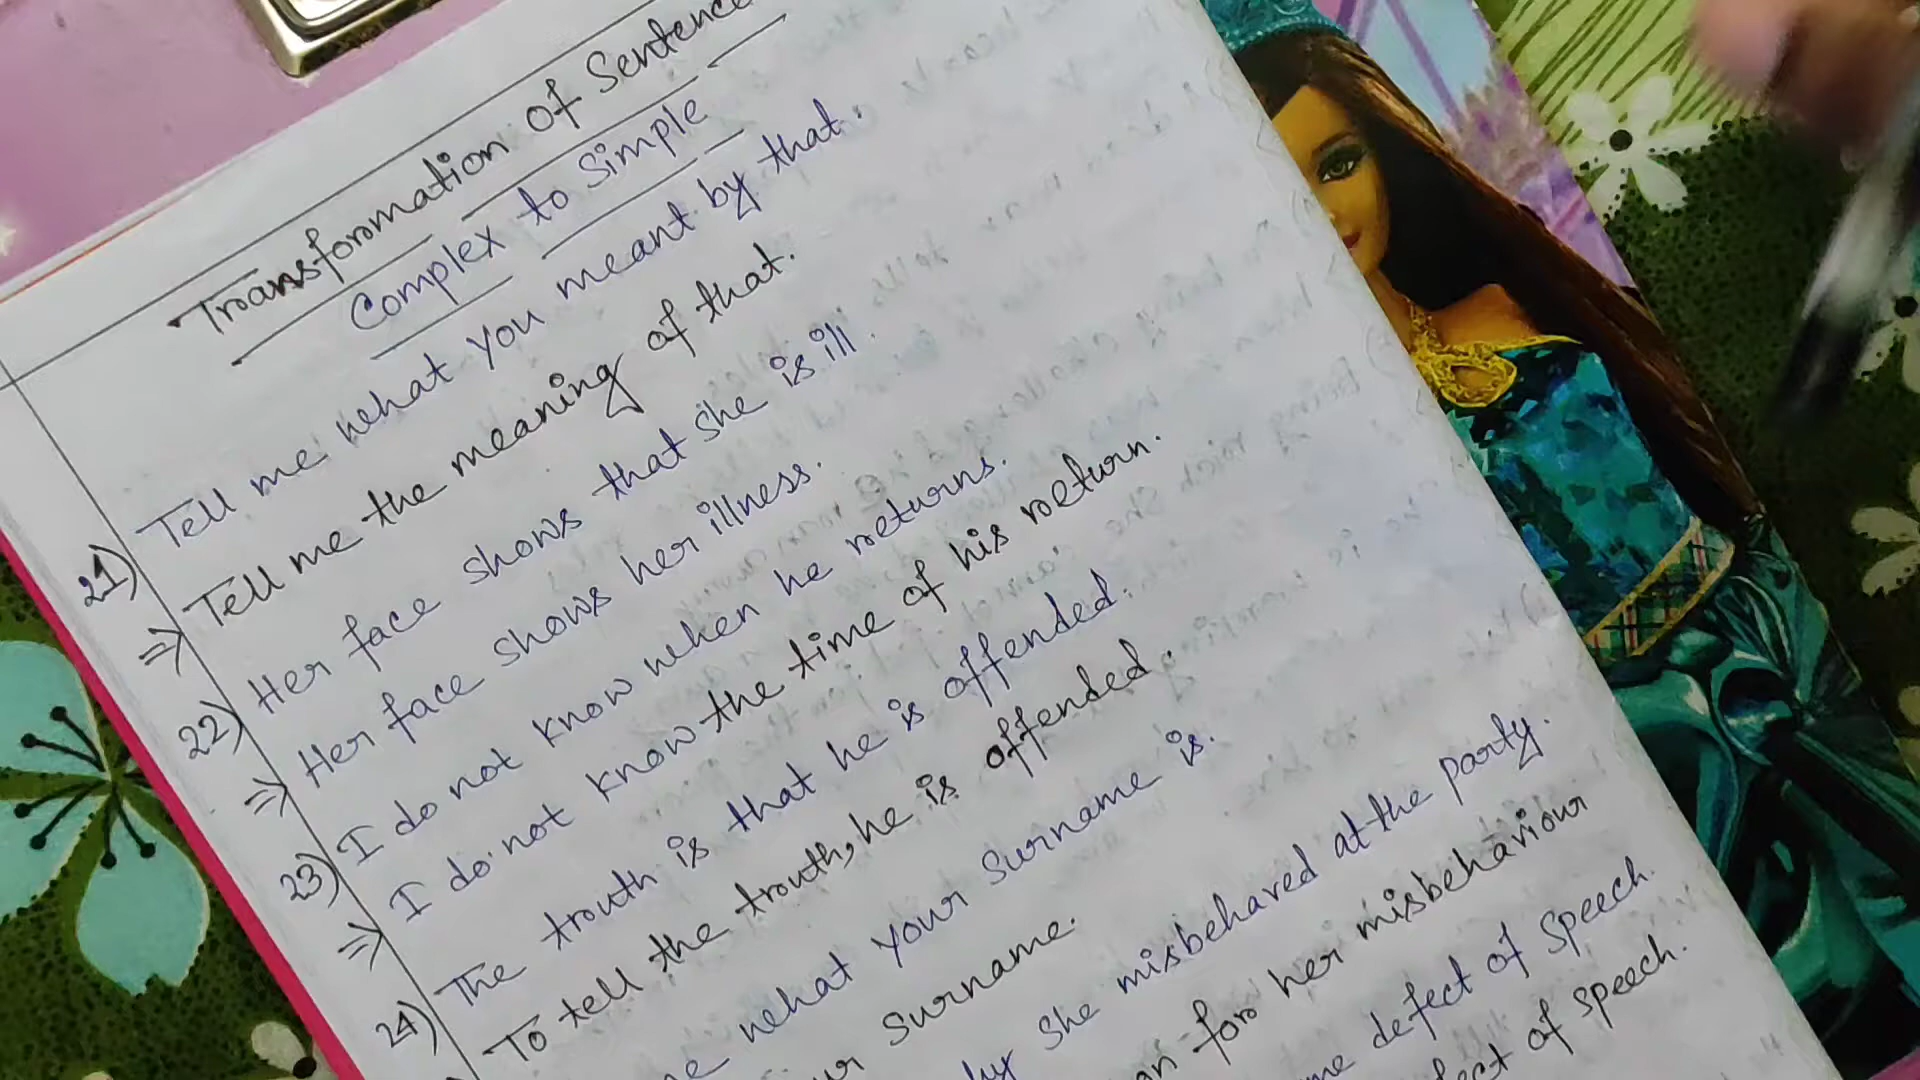 Transformation of Sentence
Complex to Simple
21) Tell me what you meant by that.
⇒ Tell me the meaning of that.
22) Her face shows that she is ill.
⇒ Her face shows her illness.
23) I do not know when he returns.
⇒ I do not know the time of his return.
24) The truth is that he is offended.
To tell the truth, he is offended.
what your surname is.
surname.
she misbehaved at the party.
for her misbehaviour
defect of speech.
of speech.